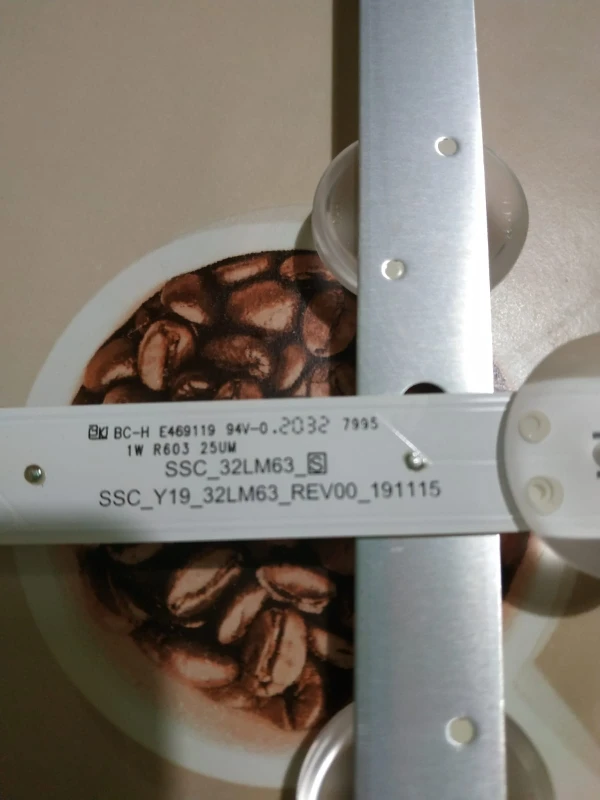 BC-H E469119 94V-0 .2032 7995
1W R603 25UM
SSC_32LM63_S
SSC_Y19_32LM63_REV00_191115